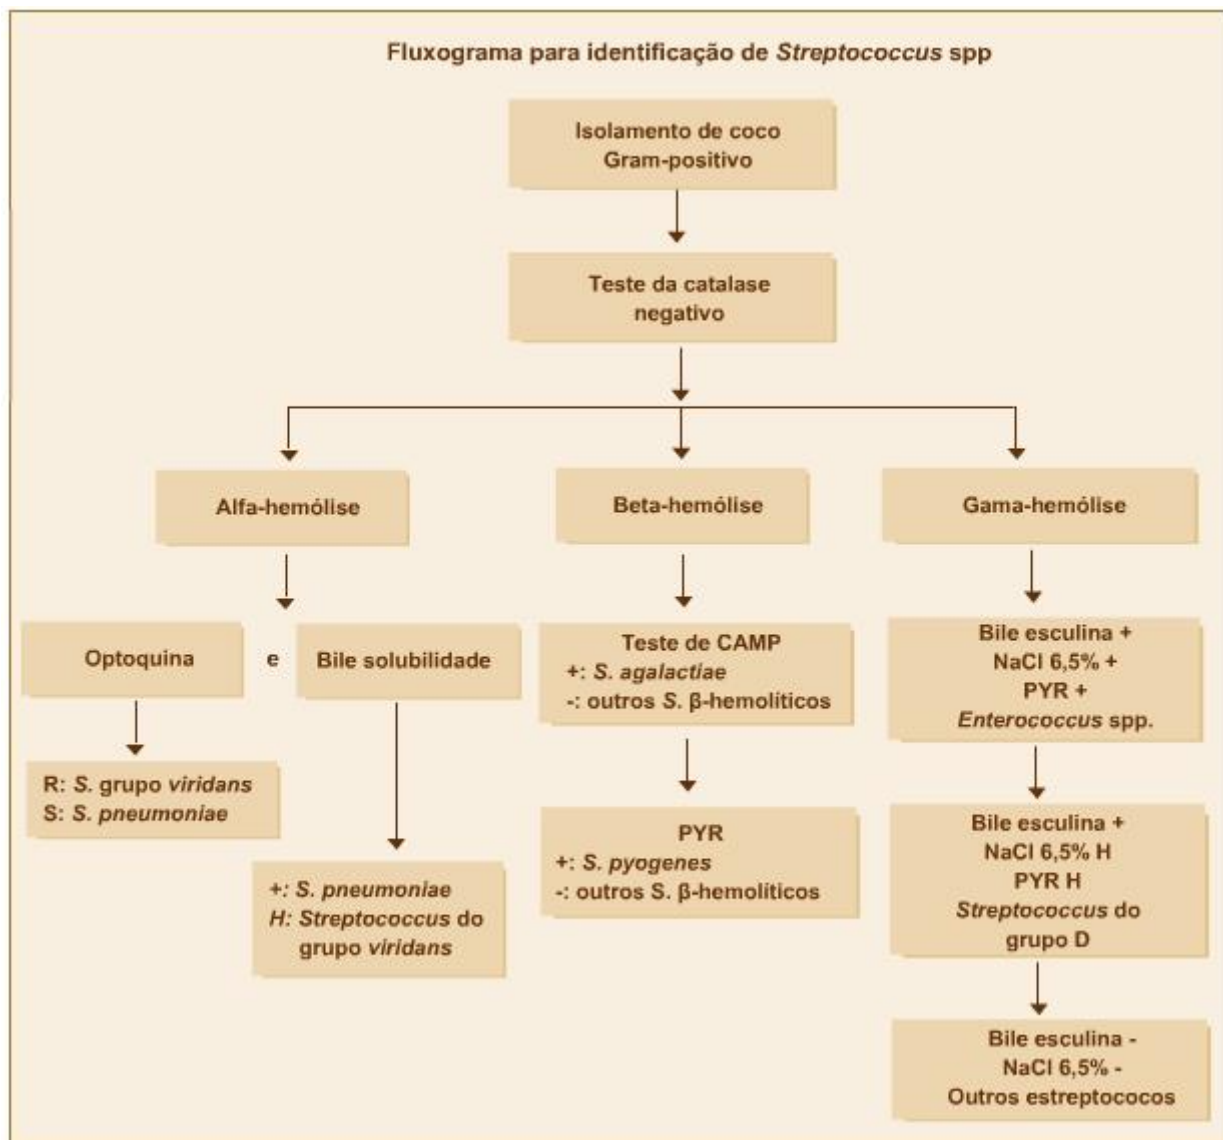 Fluxograma para identificação de Streptococcus spp
Isolamento de coco
Gram-positivo
Teste da catalase
negativo
Alfa-hemólise
Beta-hemólise
Gama-hemólise
Optoquina
e
Bile solubilidade
R: S. grupo viridans
S: S. pneumoniae
+: S. pneumoniae
H: Streptococcus do
grupo viridans
Teste de CAMP
+: S. agalactiae
-: outros S. β-hemolíticos
PYR
+: S. pyogenes
-: outros S. β-hemolíticos
Bile esculina +
NaCl 6,5% +
PYR +
Enterococcus spp.
Bile esculina +
NaCl 6,5% H
PYR H
Streptococcus do
grupo D
Bile esculina -
NaCl 6,5% -
Outros estreptococos